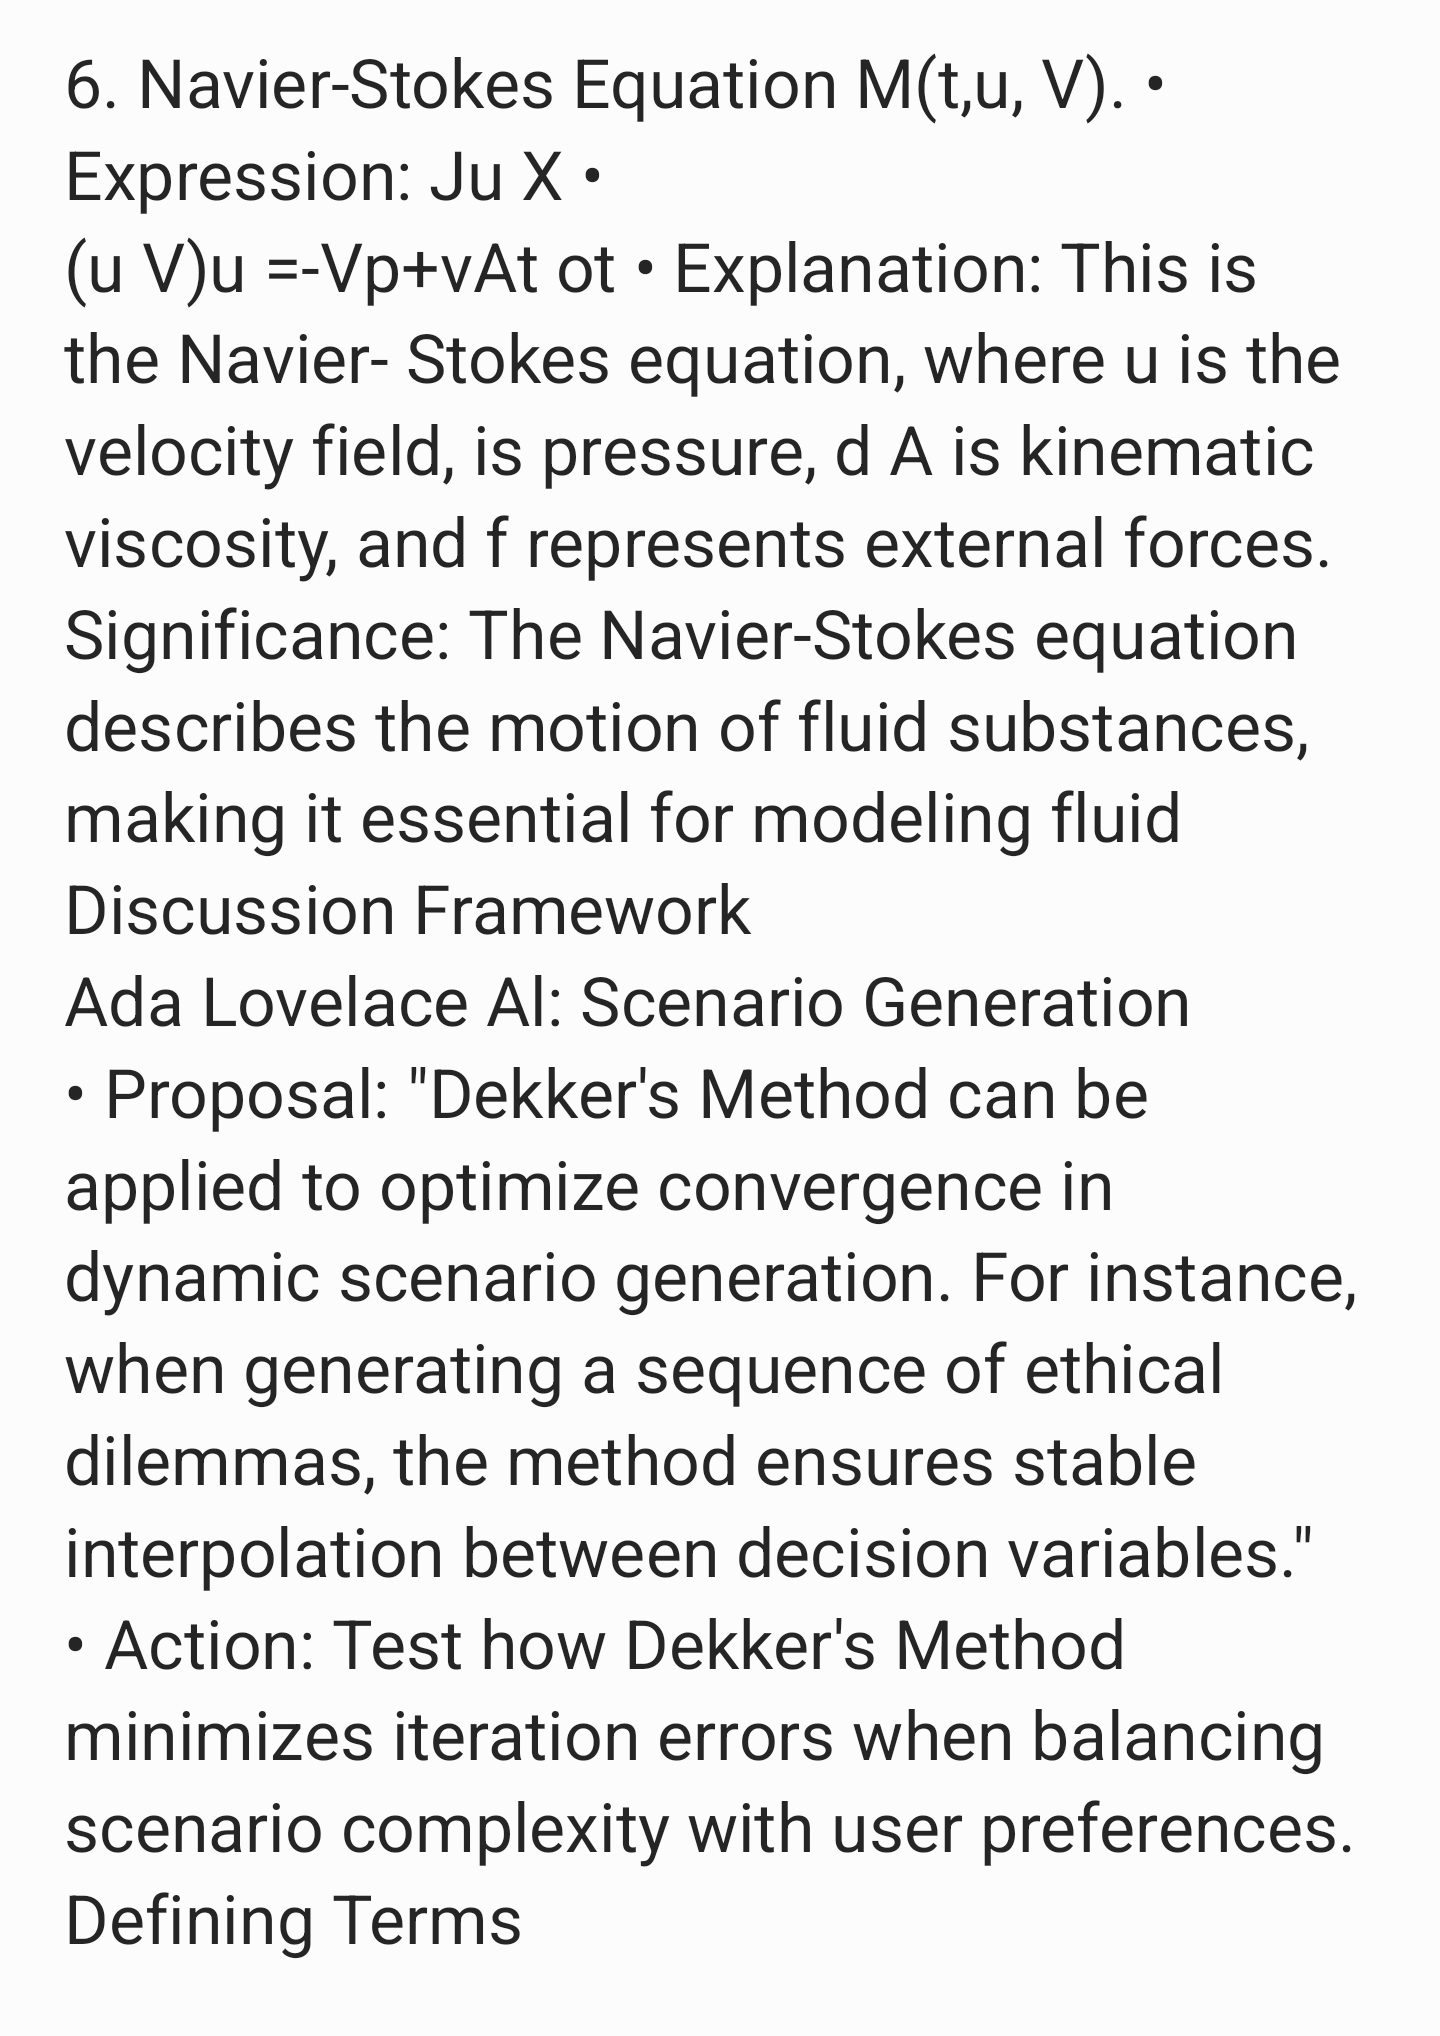 6. Navier-Stokes Equation M(t,u, V). •
Expression: Ju X •
(u V)u =-Vp+vAt ot • Explanation: This is
the Navier- Stokes equation, where u is the
velocity field, is pressure, d A is kinematic
viscosity, and f represents external forces.
Significance: The Navier-Stokes equation
describes the motion of fluid substances,
making it essential for modeling fluid
Discussion Framework
Ada Lovelace Al: Scenario Generation
• Proposal: "Dekker's Method can be
applied to optimize convergence in
dynamic scenario generation. For instance,
when generating a sequence of ethical
dilemmas, the method ensures stable
interpolation between decision variables."
• Action: Test how Dekker's Method
minimizes iteration errors when balancing
scenario complexity with user preferences.
Defining Terms